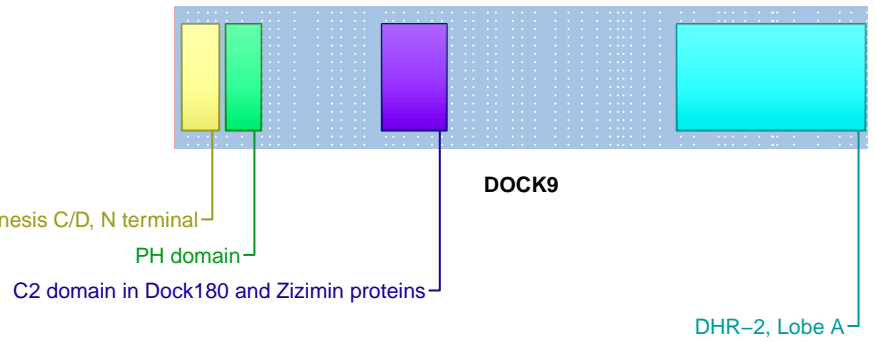 DOCK9
nesis C/D, N terminal
PH domain
C2 domain in Dock180 and Zizimin proteins
DHR−2, Lobe A